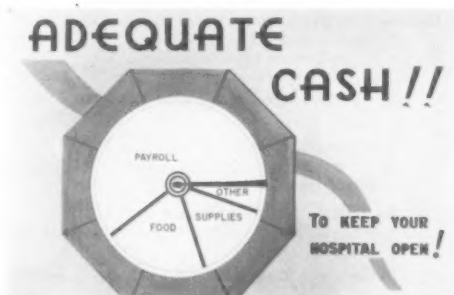 ADEQUATE
CASH!!
PAYROLL
OTHER
SUPPLIES
FOOD
TO KEEP YOUR
HOSPITAL OPEN!